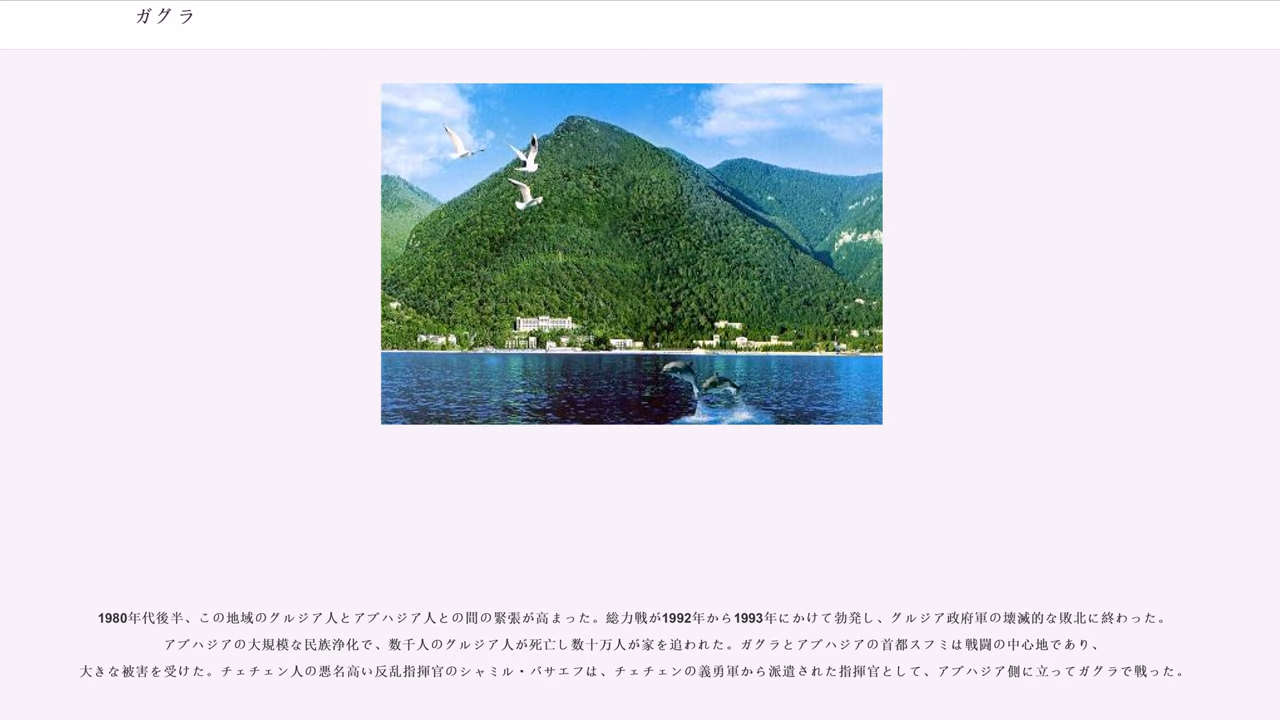 ガグラ
1980年代後半、この地域のグルジア人とアブハジア人との間の緊張が高まった。総力戦が1992年から1993年にかけて勃発し、グルジア政府軍の壊滅的な敗北に終わった。
アブハジアの大規模な民族浄化で、数千人のグルジア人が死亡し数十万人が家を追われた。ガグラとアブハジアの首都スフミは戦闘の中心地であり、
大きな被害を受けた。チェチェン人の悪名高い反乱指揮官のシャミル・バサエフは、チェチェンの義勇軍から派遣された指揮官として、アブハジア側に立ってガグラで戦った。